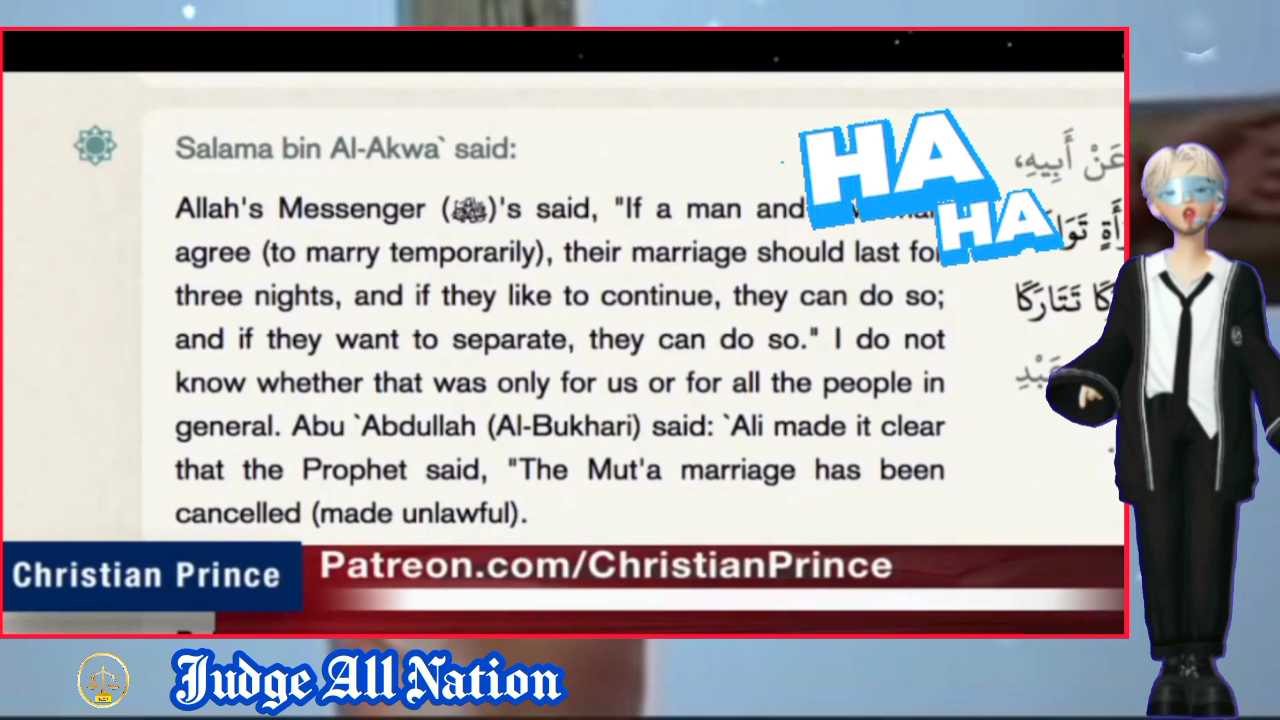 Salama bin Al-Akwa` said:
عَنْ أَبِيهِ،
Allah's Messenger (ﷺ)'s said, "If a man and
HA
HA
agree (to marry temporarily), their marriage should last for
three nights, and if they like to continue, they can do so;
تَتَارَكَا
and if they want to separate, they can do so." I do not
know whether that was only for us or for all the people in
general. Abu `Abdullah (Al-Bukhari) said: `Ali made it clear
that the Prophet said, "The Mut'a marriage has been
cancelled (made unlawful).
Christian Prince
Patreon.com/ChristianPrince
Judge All Nation